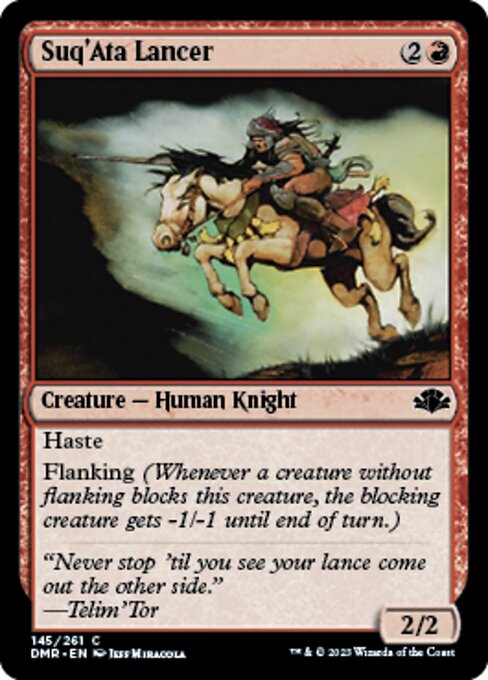 Suq'Ata Lancer 2
Creature — Human Knight
Haste
Flanking (Whenever a creature without
flanking blocks this creature, the blocking
creature gets -1/-1 until end of turn.)
“Never stop ’til you see your lance come
out the other side.”
—Telim’Tor
2/2
145/261 C
DMR • EN Jeff Miracola
™ & © 2023 Wizards of the Coast